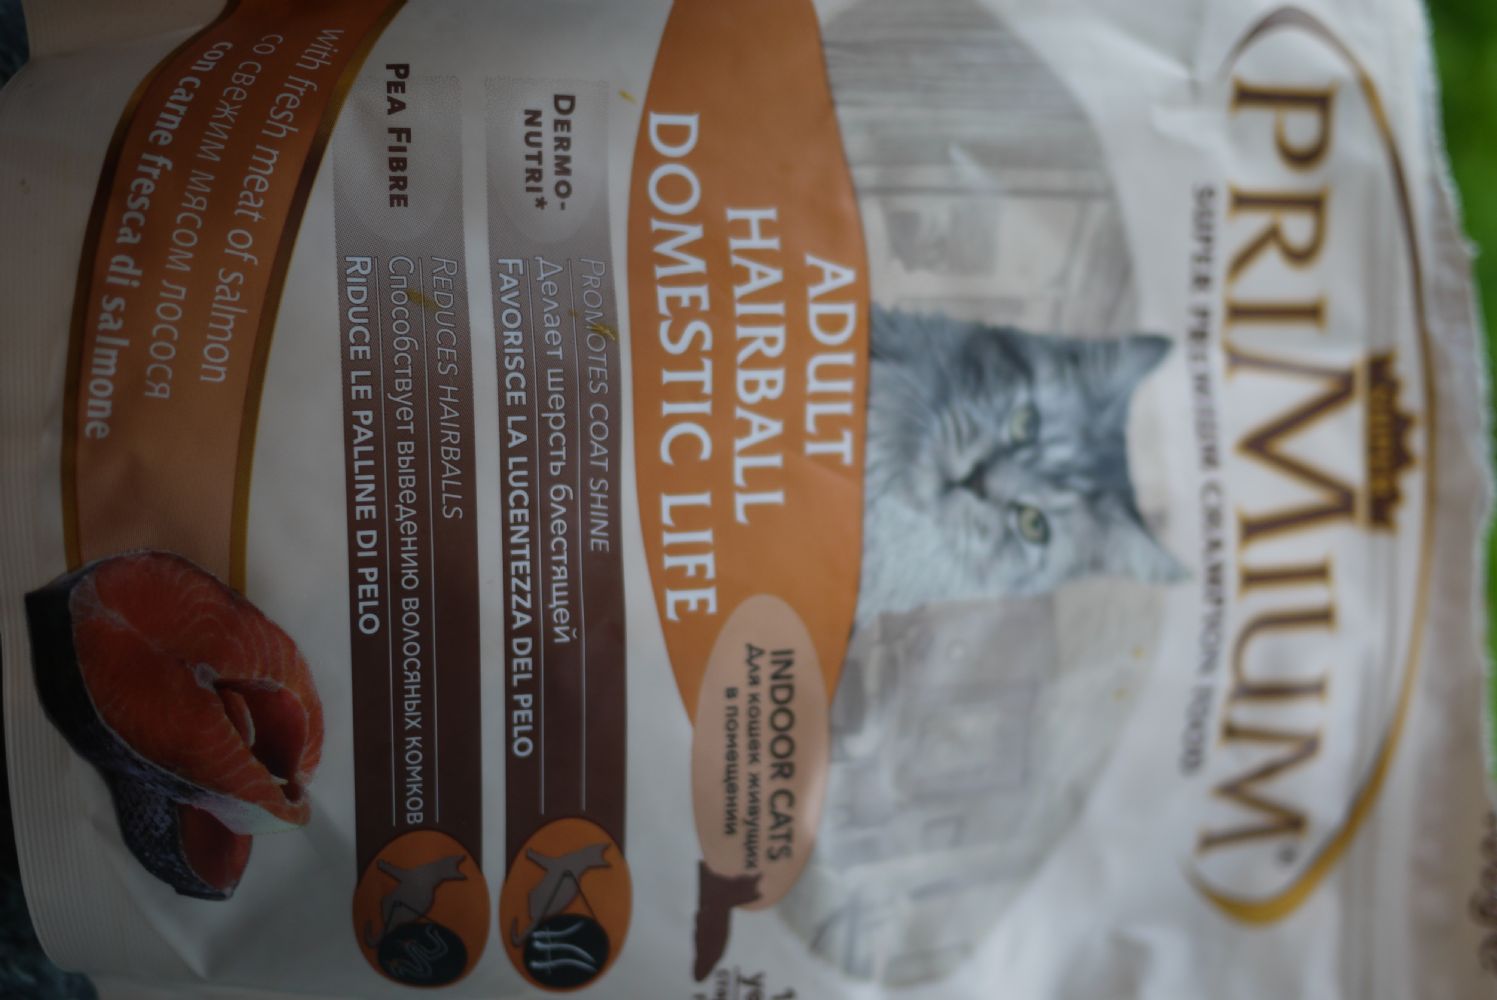 PRIMIUM®
SUPER PREMIUM CRAMPTON FOOD
ADULT
HAIRBALL
DOMESTIC LIFE
INDOOR CATS
Для кошек живущих
в помещении
DERMO-
NUTRI*
PROMOTES COAT SHINE
Делает шерсть блестящей
FAVORISCE LA LUCENTEZZA DEL PELO
PEA FIBRE
REDUCES HAIRBALLS
Способствует выведению волосяных комков
RIDUCE LE PALLINE DI PELO
with fresh meat of salmon
со свежим мясом лосося
con carne fresca di salmone